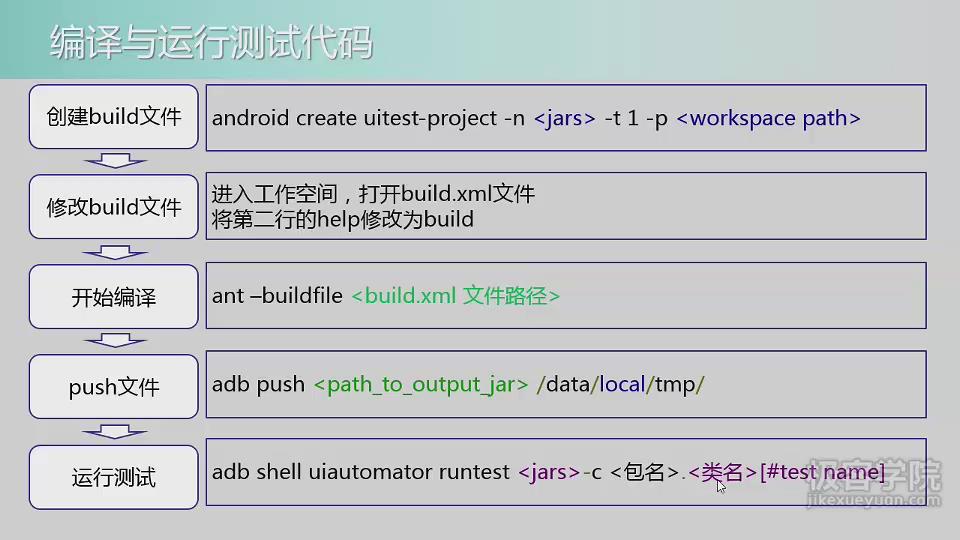 编译与运行测试代码
创建build文件
android create uitest-project -n <jars> -t 1 -p <workspace path>
修改build文件
进入工作空间，打开build.xml文件
将第二行的help修改为build
开始编译
ant –buildfile <build.xml 文件路径>
push文件
adb push <path_to_output_jar> /data/local/tmp/
运行测试
adb shell uiautomator runtest <jars>-c <包名>.<类名>[#test name]
极客学院
jikexueyuan.com